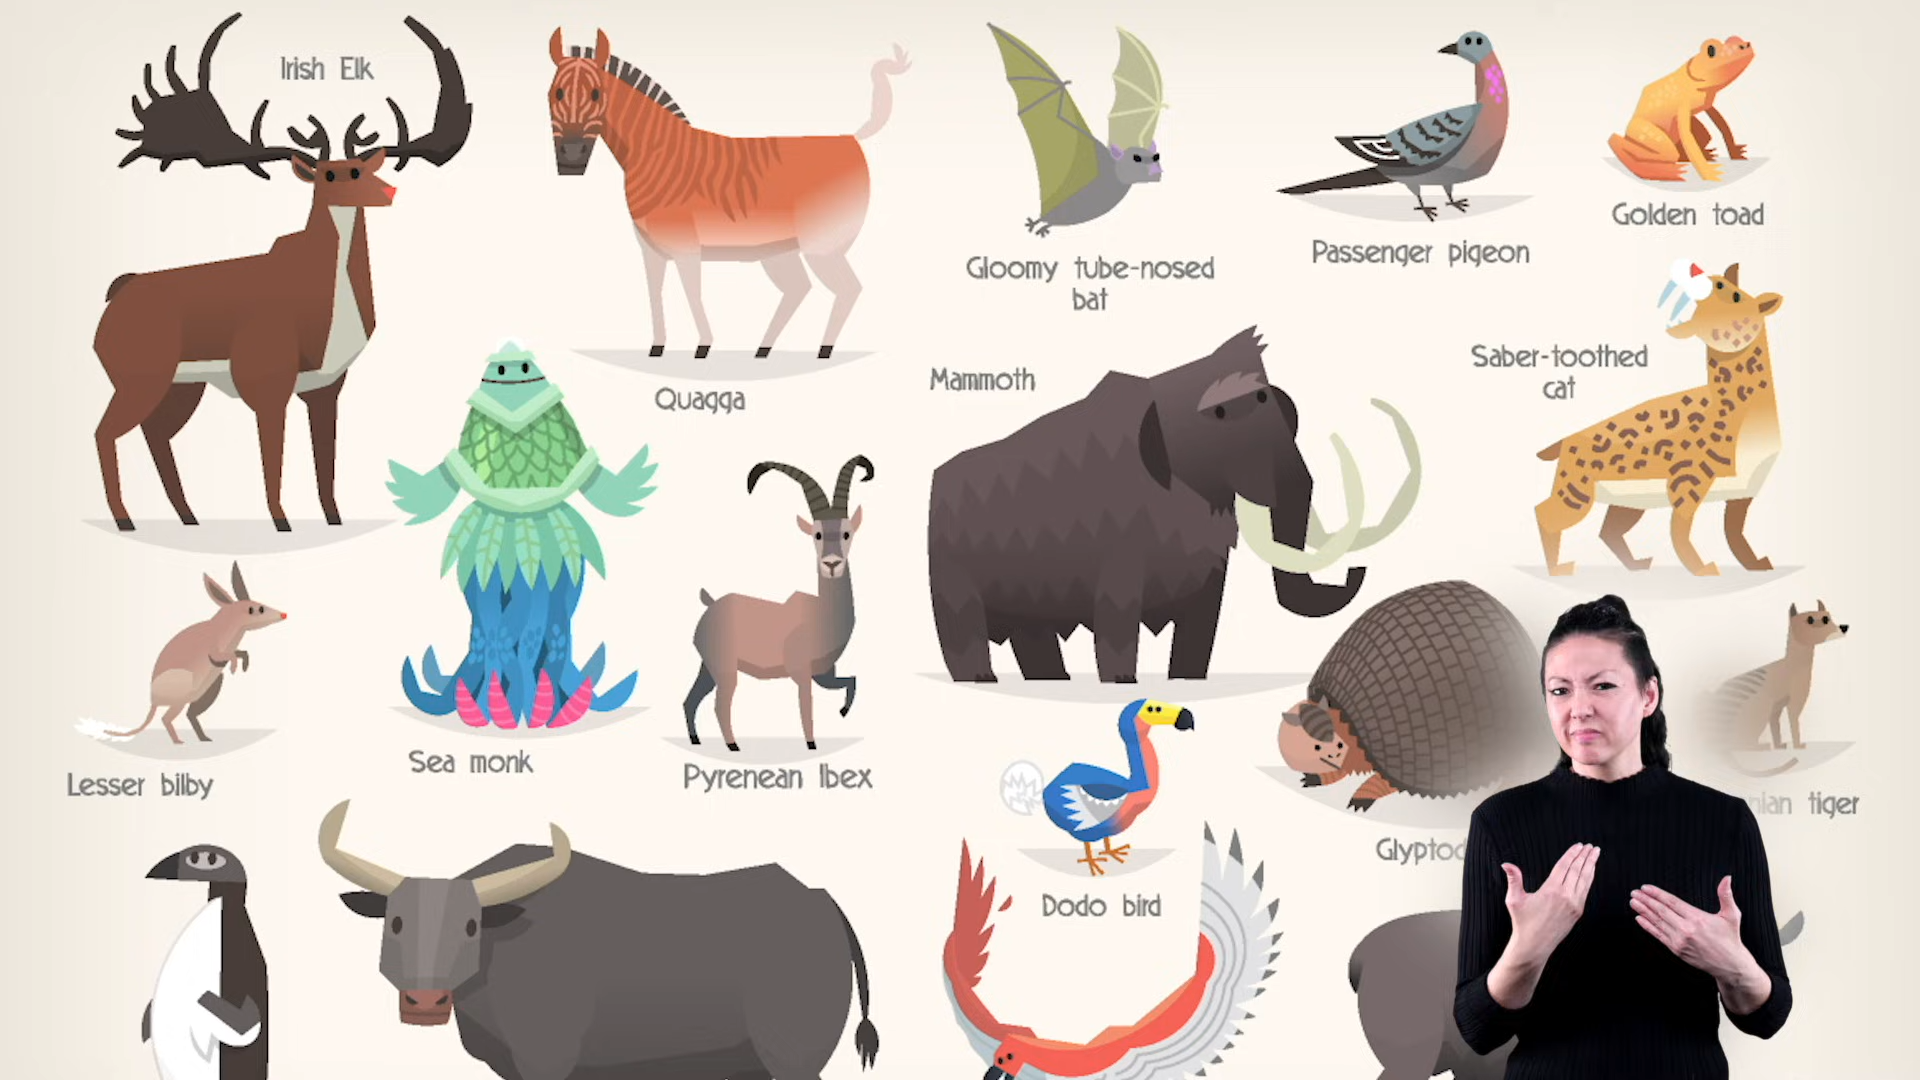 Irish Elk
Quagga
Gloomy tube-nosed
bat
Passenger pigeon
Golden toad
Mammoth
Saber-toothed
cat
Lesser bilby
Sea monk
Pyrenean Ibex
Dodo bird
tiger